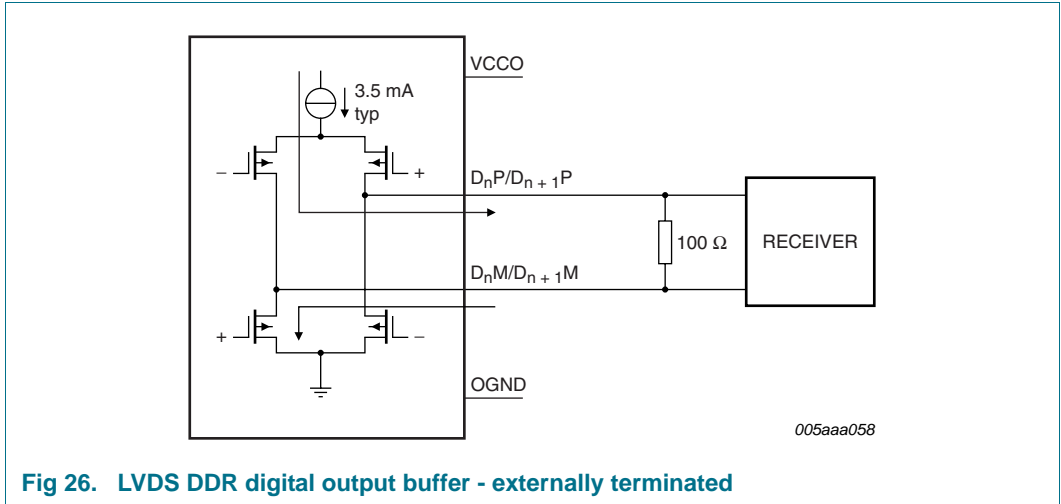 VCCO
3.5 mA
typ
− +
DnP/Dn + 1P
100 Ω
RECEIVER
DnM/Dn + 1M
+ −
OGND
005aaa058
Fig 26. LVDS DDR digital output buffer - externally terminated